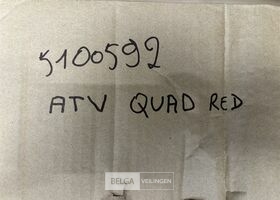 5100592
ATV QUAD RED
BELGA VEILINGEN